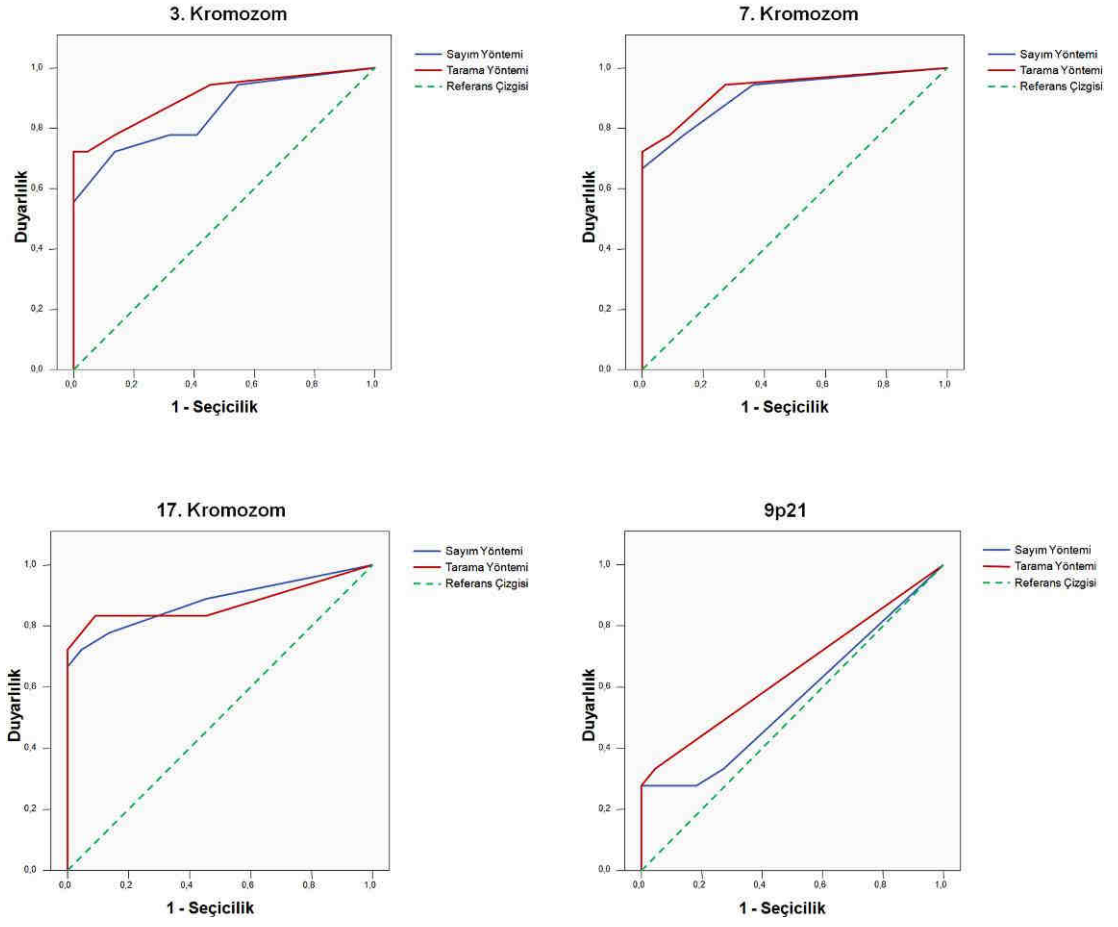 3. Kromozom
1,0
0,8
0,6
0,4
0,2
0,0
Duyarlılık
0,0 0,2 0,4 0,6 0,8 1,0
1 - Seçicilik
Sayım Yöntemi
Tarama Yöntemi
Referans Çizgisi
7. Kromozom
1,0
0,8
0,6
0,4
0,2
0,0
Duyarlılık
0,0 0,2 0,4 0,6 0,8 1,0
1 - Seçicilik
Sayım Yöntemi
Tarama Yöntemi
Referans Çizgisi
17. Kromozom
1,0
0,8
0,6
0,4
0,2
0,0
Duyarlılık
0,0 0,2 0,4 0,6 0,8 1,0
1 - Seçicilik
Sayım Yöntemi
Tarama Yöntemi
Referans Çizgisi
9p21
1,0
0,8
0,6
0,4
0,2
0,0
Duyarlılık
0,0 0,2 0,4 0,6 0,8 1,0
1 - Seçicilik
Sayım Yöntemi
Tarama Yöntemi
Referans Çizgisi